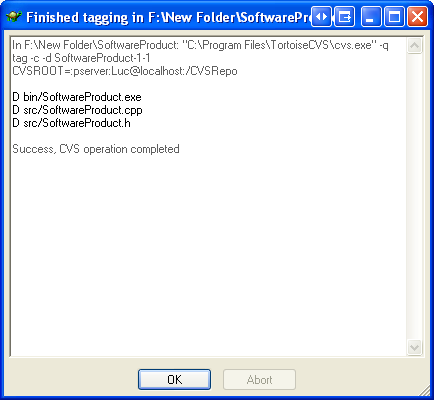 Finished tagging in F:\New Folder\SoftwarePro
In F:\New Folder\SoftwareProduct: "C:\Program Files\TortoiseCVS\cvs.exe" -q
tag -c -d SoftwareProduct-1-1
CVSROOT=:pserver:Luc@localhost:/CVSRepo
D bin/SoftwareProduct.exe
D src/SoftwareProduct.cpp
D src/SoftwareProduct.h
Success, CVS operation completed
OK Abort